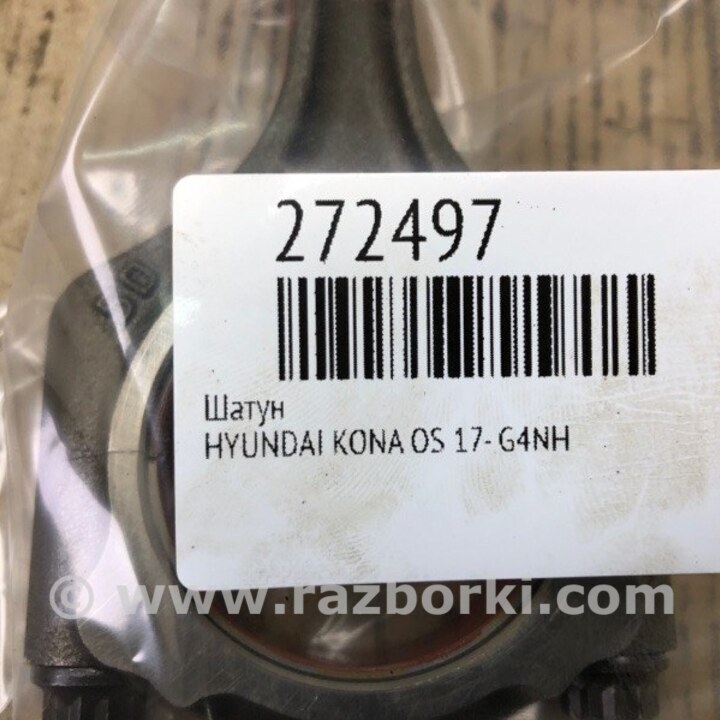 272497
Шатун
HYUNDAI KONA OS 17- G4NH
© www.razborki.com